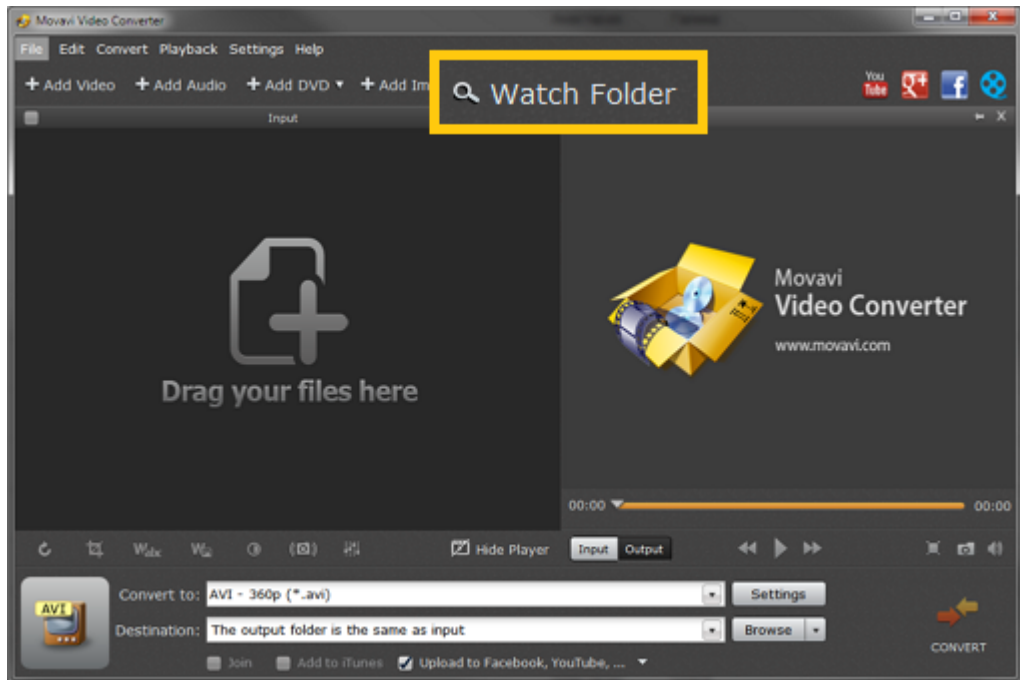 Movavi Video Converter
File Edit Convert Playback Settings Help
+ Add Video + Add Audio + Add DVD + Add Im
Watch Folder
You
Tube
g+ f
Input
X
Drag your files here
Movavi
Video Converter
www.movavi.com
00:00 00:00
Wabc
Hide Player Input Output
AVI
Convert to: AVI - 360p (*.avi) Settings
Destination: The output folder is the same as input Browse
CONVERT
Join Add to iTunes Upload to Facebook, YouTube, ...